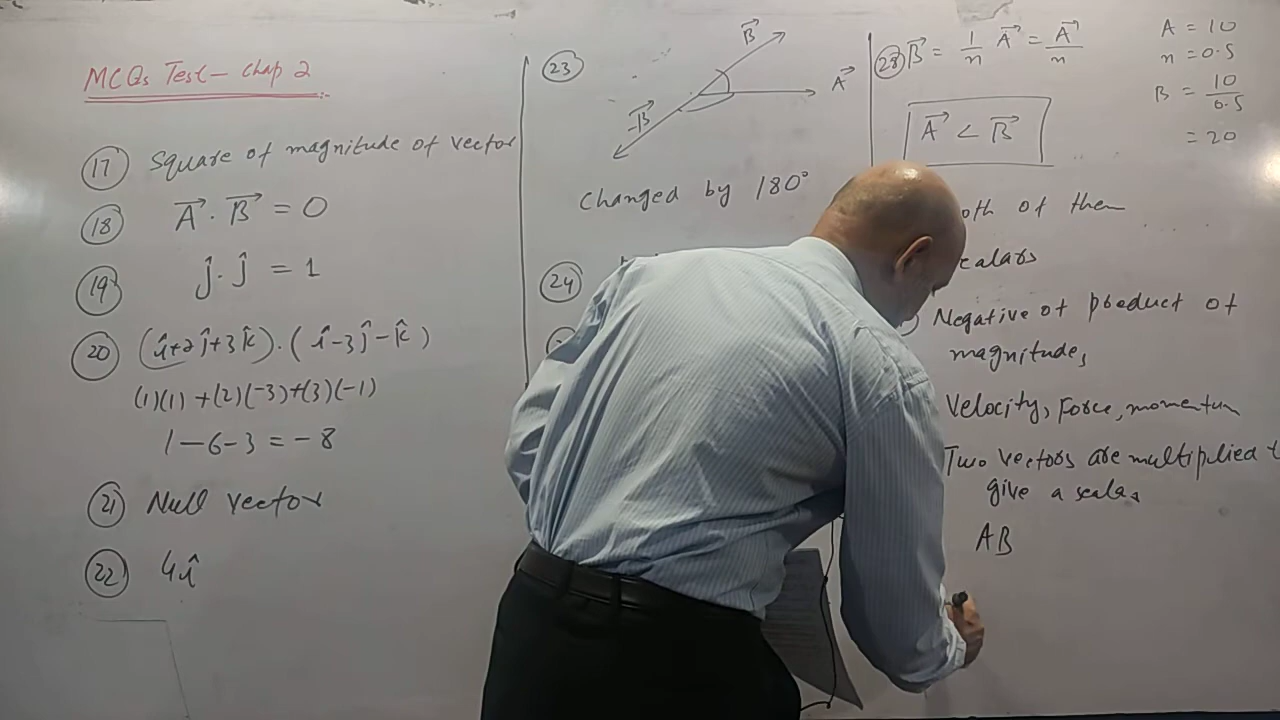 MCQs Test - Chap 2
(17) Square of magnitude of vector
(18) A⃗ . B⃗ = 0
(19) ĵ . ĵ = 1
(20) (î+2ĵ+3k̂).(î-3ĵ-k̂)
(1)(1)+(2)(-3)+(3)(-1)
1-6-3 = -8
(21) Null vector
(22) 4î
(23)
B⃗
A⃗
-B⃗
Changed by 180°
(24)
(28) B⃗ = 1/n A⃗ = A⃗/n
A⃗ < B⃗
A = 10
n = 0.5
B = 10/0.5
= 20
of them
Negative of product of
magnitudes
Velocity, Force, momentum
Two vectors are multiplied
give a scalar
AB